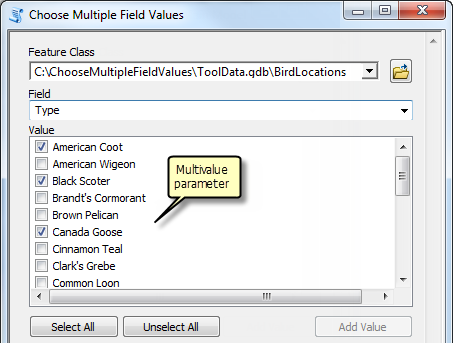 Choose Multiple Field Values
Feature Class
C:\ChooseMultipleFieldValues\ToolData.gdb\BirdLocations
Field
Type
Value
American Coot
American Wigeon
Black Scoter
Brandt's Cormorant
Brown Pelican
Canada Goose
Cinnamon Teal
Clark's Grebe
Common Loon
Multivalue
parameter
Select All
Unselect All
Add Value